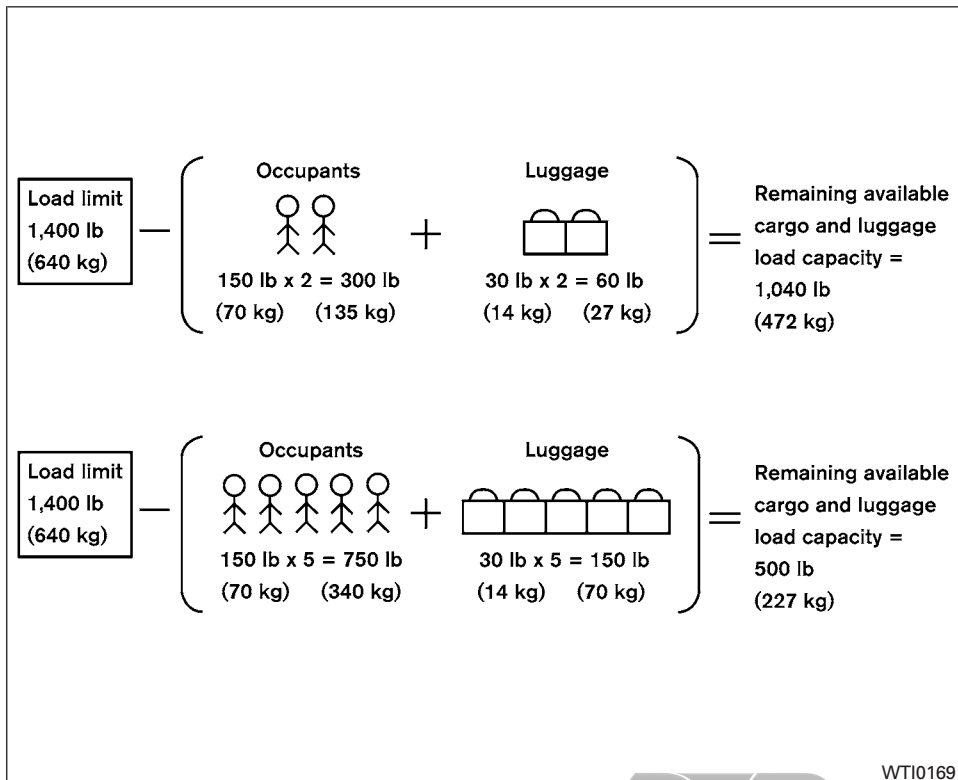 Load limit
1,400 lb
(640 kg)
—
Occupants
150 lb x 2 = 300 lb
(70 kg) (135 kg)
+
Luggage
30 lb x 2 = 60 lb
(14 kg) (27 kg)
=
Remaining available
cargo and luggage
load capacity =
1,040 lb
(472 kg)
Load limit
1,400 lb
(640 kg)
—
Occupants
150 lb x 5 = 750 lb
(70 kg) (340 kg)
+
Luggage
30 lb x 5 = 150 lb
(14 kg) (70 kg)
=
Remaining available
cargo and luggage
load capacity =
500 lb
(227 kg)
WTI0169